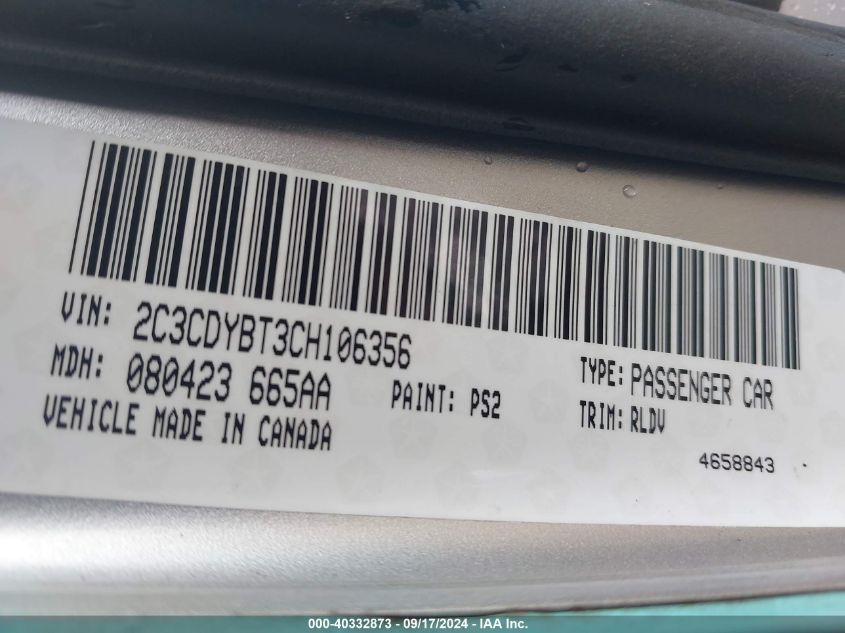 VIN: 2C3CDYBT3CH106356
MDH: 080423 665AA
PAINT: PS2
VEHICLE MADE IN CANADA
TYPE: PASSENGER CAR
TRIM: RLDV
4658843
000-40332873 - 09/17/2024 - IAA Inc.